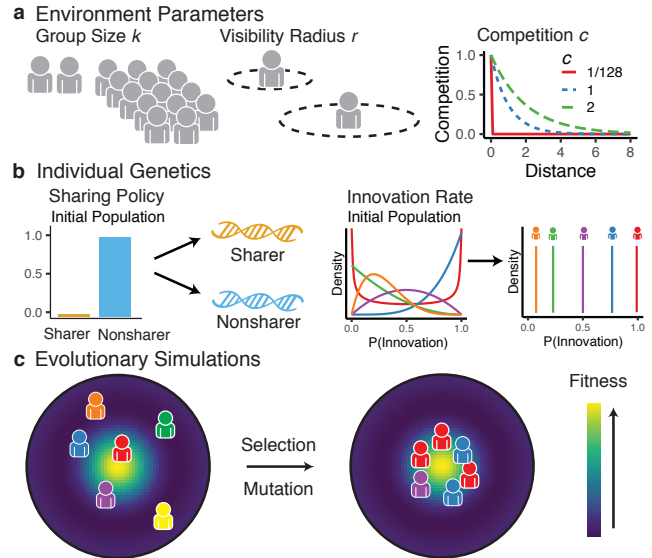 a Environment Parameters
Group Size k
Visibility Radius r
Competition c
Competition
1.0
0.5
0.0
0 2 4 6 8
Distance
c
1/128
1
2
b Individual Genetics
Sharing Policy
Initial Population
1.0
0.5
0.0
Sharer Nonsharer
Sharer
Nonsharer
Innovation Rate
Initial Population
Density
0.0 0.5 1.0
P(Innovation)
Density
0.0 0.5 1.0
P(Innovation)
c Evolutionary Simulations
Selection
Mutation
Fitness